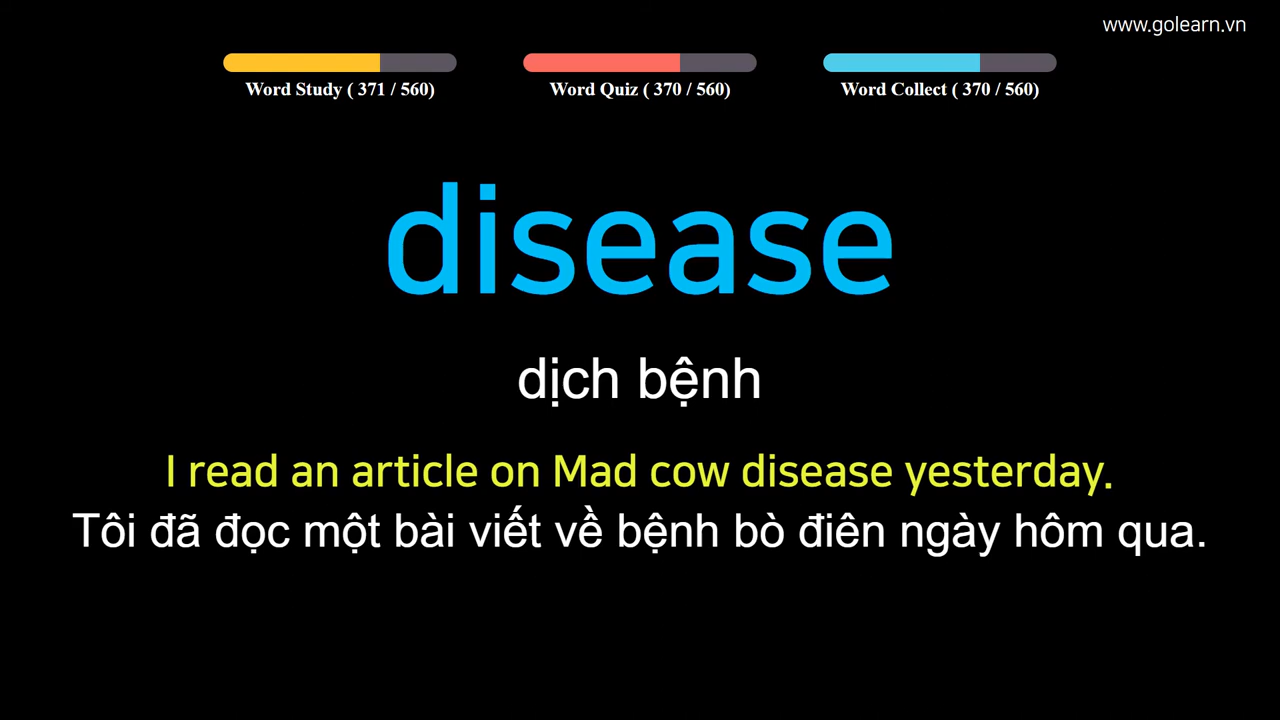 www.golearn.vn
Word Study ( 371 / 560)
Word Quiz ( 370 / 560)
Word Collect ( 370 / 560)
disease
dịch bệnh
I read an article on Mad cow disease yesterday.
Tôi đã đọc một bài viết về bệnh bò điên ngày hôm qua.